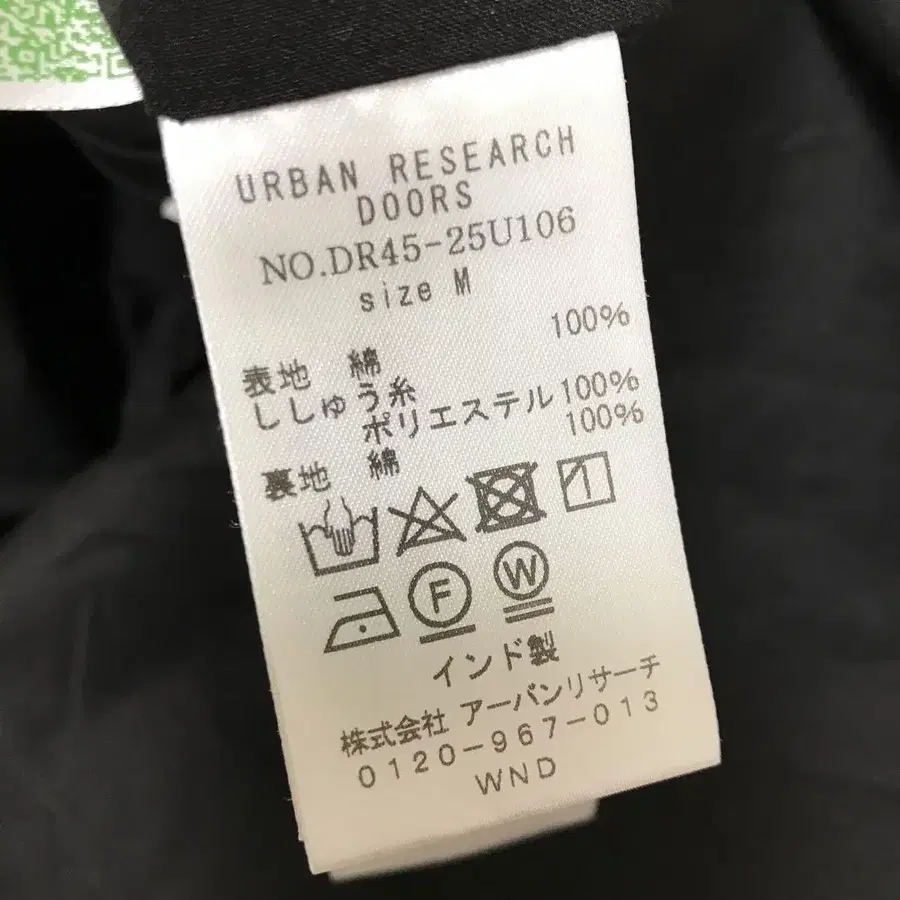 URBAN RESEARCH
DOORS
NO.DR45-25U106
size M
表地 綿 100%
ししゅう糸
ポリエステル100%
裏地 綿 100%
F W
インド製
株式会社 アーバンリサーチ
0120-967-013
WND